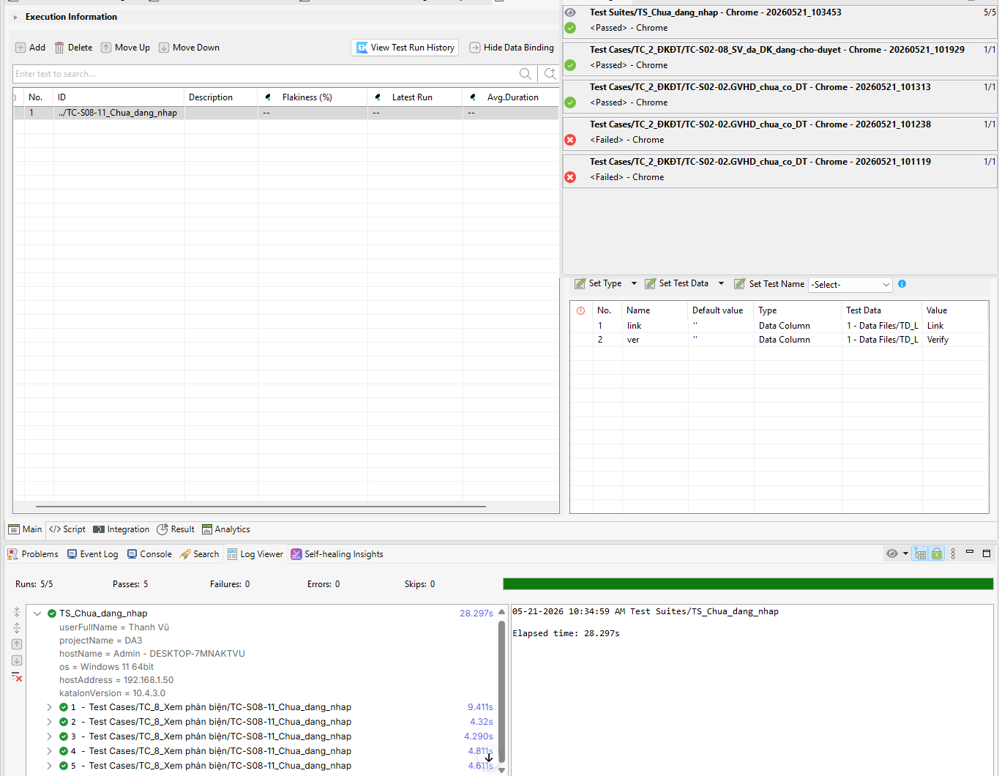 Execution Information
Add Delete Move Up Move Down View Test Run History Hide Data Binding
Enter text to search...
No. ID Description Flakiness (%) Latest Run Avg.Duration
1 ../TC-S08-11_Chua_dang_nhap -- -- --
Test Suites/TS_Chua_dang_nhap - Chrome - 20260521_103453 5/5
<Passed> - Chrome
Test Cases/TC_2_ĐKĐT/TC-S02-08_SV_da_DK_dang-cho-duyet - Chrome - 20260521_101929 1/1
<Passed> - Chrome
Test Cases/TC_2_ĐKĐT/TC-S02-02.GVHD_chua_co_DT - Chrome - 20260521_101313 1/1
<Passed> - Chrome
Test Cases/TC_2_ĐKĐT/TC-S02-02.GVHD_chua_co_DT - Chrome - 20260521_101238 1/1
<Failed> - Chrome
Test Cases/TC_2_ĐKĐT/TC-S02-02.GVHD_chua_co_DT - Chrome - 20260521_101119 1/1
<Failed> - Chrome
Set Type Set Test Data Set Test Name -Select-
No. Name Default value Type Test Data Value
1 link '' Data Column 1 - Data Files/TD_L Link
2 ver '' Data Column 1 - Data Files/TD_L Verify
Main </> Script Integration Result Analytics
Problems Event Log Console Search Log Viewer Self-healing Insights
Runs: 5/5 Passes: 5 Failures: 0 Errors: 0 Skips: 0
TS_Chua_dang_nhap 28.297s
userFullName = Thanh Vũ
projectName = DA3
hostName = Admin - DESKTOP-7MNAKTVU
os = Windows 11 64bit
hostAddress = 192.168.1.50
katalonVersion = 10.4.3.0
1 - Test Cases/TC_8_Xem phản biện/TC-S08-11_Chua_dang_nhap 9.411s
2 - Test Cases/TC_8_Xem phản biện/TC-S08-11_Chua_dang_nhap 4.32s
3 - Test Cases/TC_8_Xem phản biện/TC-S08-11_Chua_dang_nhap 4.290s
4 - Test Cases/TC_8_Xem phản biện/TC-S08-11_Chua_dang_nhap 4.811s
5 - Test Cases/TC_8_Xem phản biện/TC-S08-11_Chua_dang_nhap 4.611s
05-21-2026 10:34:59 AM Test Suites/TS_Chua_dang_nhap
Elapsed time: 28.297s